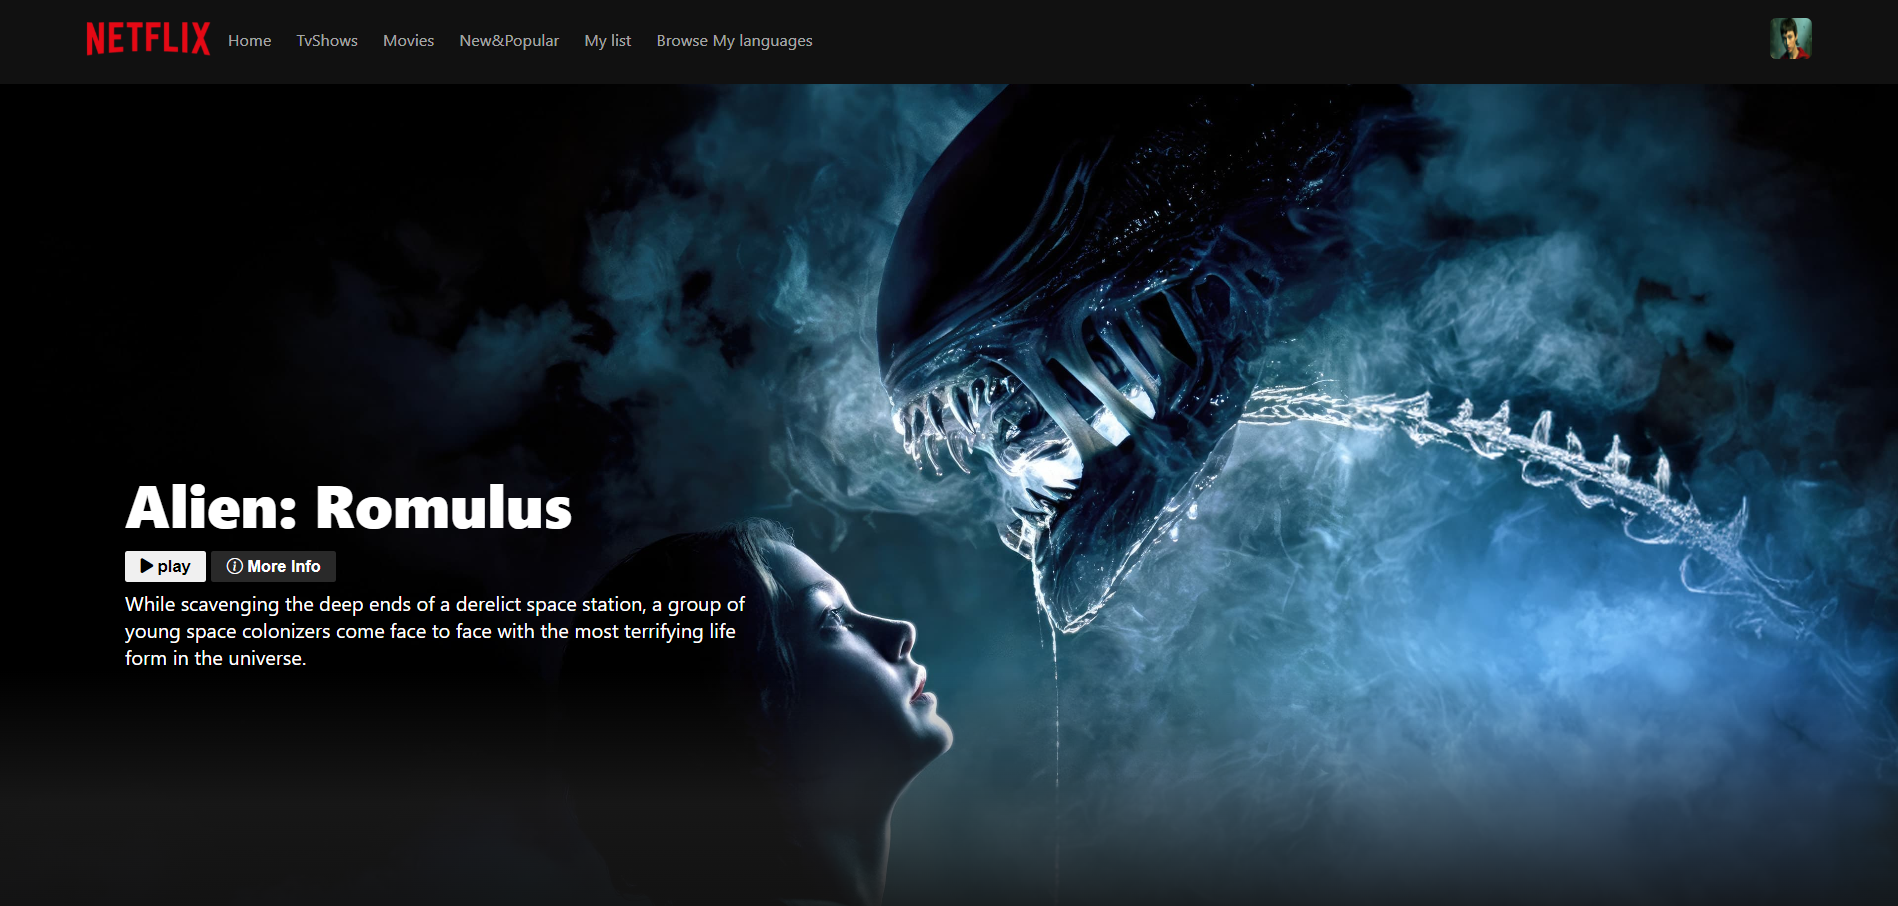 NETFLIX Home TvShows Movies New&Popular My list Browse My languages
Alien: Romulus
play More Info
While scavenging the deep ends of a derelict space station, a group of
young space colonizers come face to face with the most terrifying life
form in the universe.